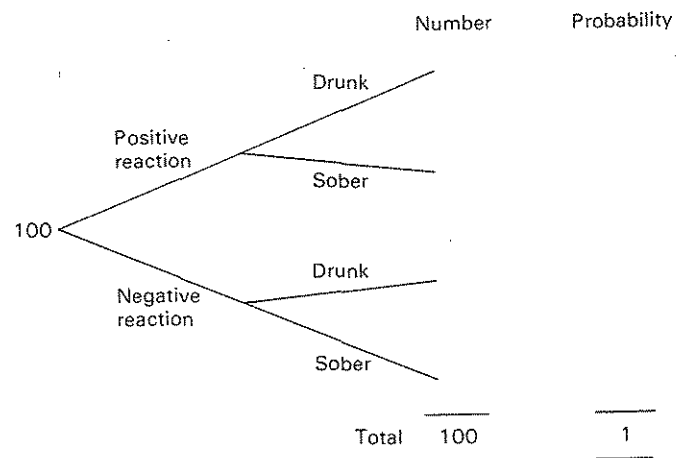 Number Probability
Drunk
Positive
reaction
Sober
100
Drunk
Negative
reaction
Sober
Total 100 1